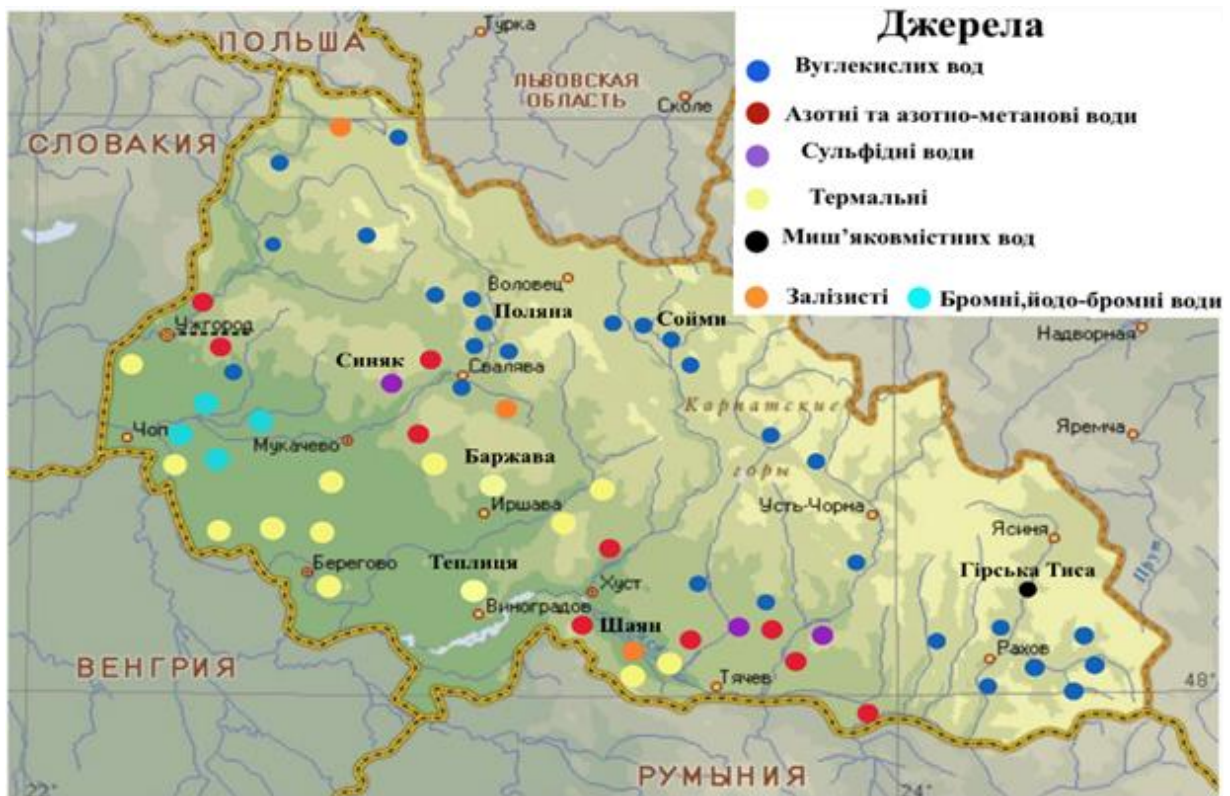 Джерела
Вуглекислих вод
Азотні та азотно-метанові води
Сульфідні води
Термальні
Миш’яковмістних вод
Залізисті
Бромні,йодо-бромні води
ПОЛЬША
Турка
ЛЬВОВСКАЯ
ОБЛАСТЬ
Сколе
СЛОВАКИЯ
Воловец
Поляна
Сойми
Надворная
Ужгород
Синяк
Свалява
Карпатские
горы
Чоп
Мукачево
Яремча
Баржава
Иршава
Усть-Чорна
Ясиня
Берегово
Теплиця
Хуст
Гірська Тиса
Прут
Виноградов
Шаян
ВЕНГРИЯ
Рахов
Тячев
48°
РУМЫНИЯ
22°
24°